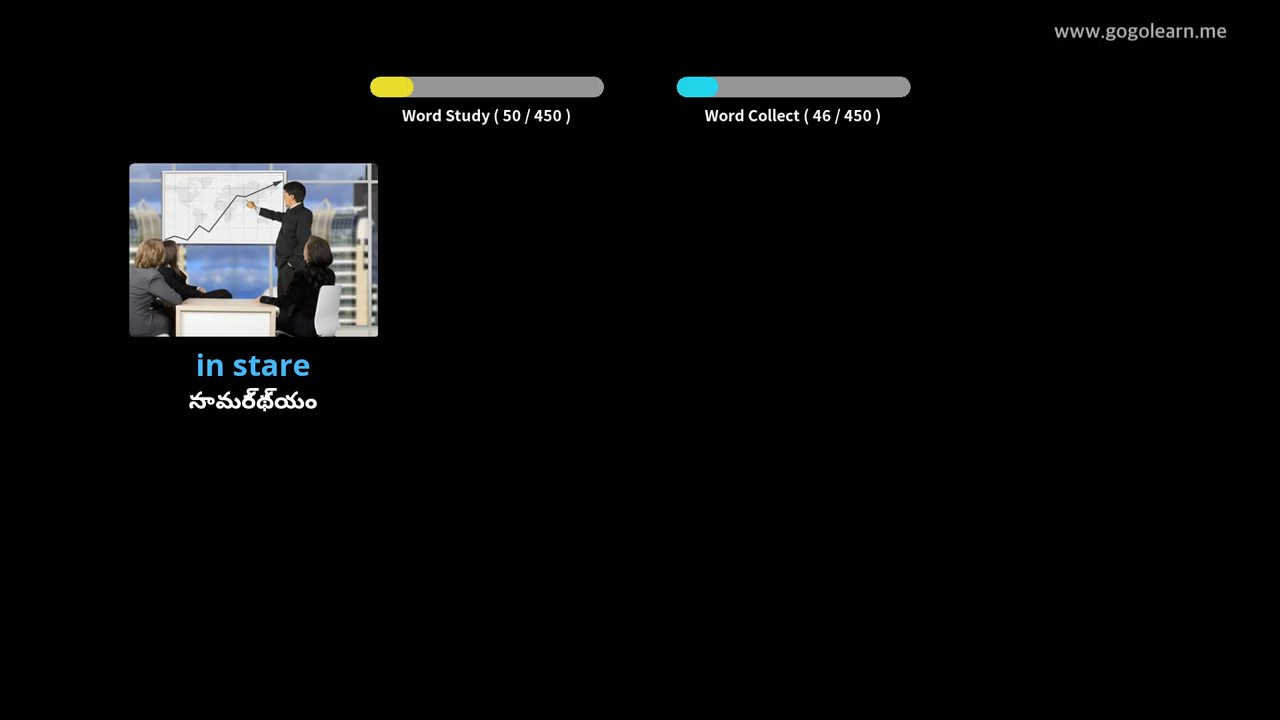 www.gogolearn.me
Word Study ( 50 / 450 )
Word Collect ( 46 / 450 )
in stare
సామర్థ్యం